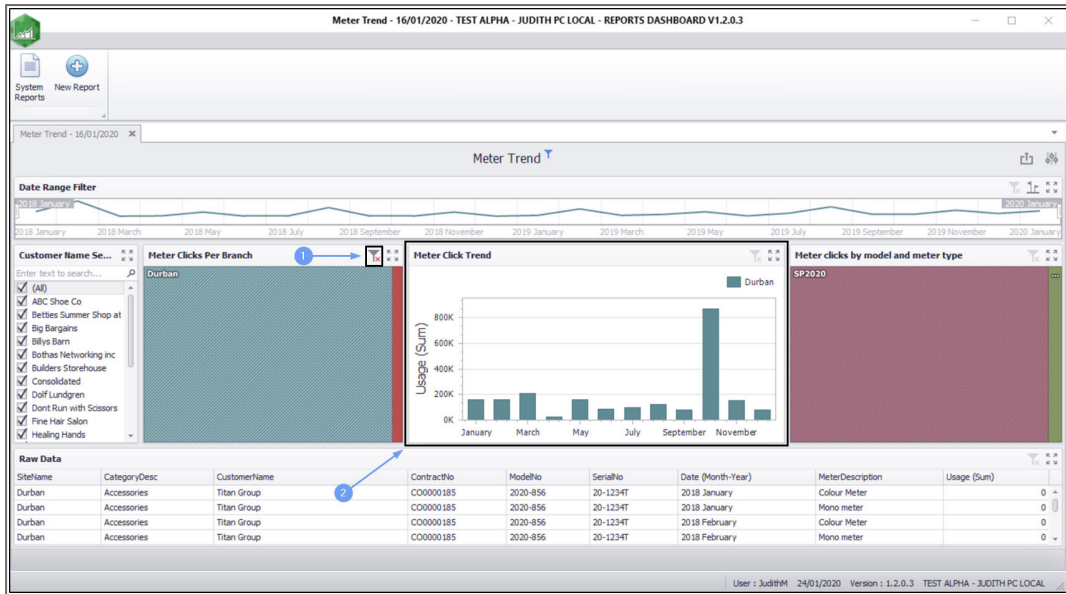 Meter Trend - 16/01/2020 - TEST ALPHA - JUDITH PC LOCAL - REPORTS DASHBOARD V1.2.0.3
System Reports
New Report
Meter Trend - 16/01/2020
Meter Trend
Date Range Filter
2018 January 2020 January
2018 January 2018 March 2018 May 2018 July 2018 September 2018 November 2019 January 2019 March 2019 May 2019 July 2019 September 2019 November 2020 January
Customer Name Se...
Enter text to search...
(All)
ABC Shoe Co
Betties Summer Shop at
Big Bargains
Billys Barn
Bothas Networking inc
Builders Storehouse
Consolidated
Dolf Lundgren
Dont Run with Scissors
Fine Hair Salon
Healing Hands
Meter Clicks Per Branch
1
Durban
Meter Click Trend
Durban
Usage (Sum)
800K
600K
400K
200K
0K
January March May July September November
Meter clicks by model and meter type
SP2020
...
2
Raw Data
SiteName CategoryDesc CustomerName ContractNo ModelNo SerialNo Date (Month-Year) MeterDescription Usage (Sum)
Durban Accessories Titan Group CO0000185 2020-856 20-1234T 2018 January Colour Meter 0
Durban Accessories Titan Group CO0000185 2020-856 20-1234T 2018 January Mono meter 0
Durban Accessories Titan Group CO0000185 2020-856 20-1234T 2018 February Colour Meter 0
Durban Accessories Titan Group CO0000185 2020-856 20-1234T 2018 February Mono meter 0
User : JudithM 24/01/2020 Version : 1.2.0.3 TEST ALPHA - JUDITH PC LOCAL